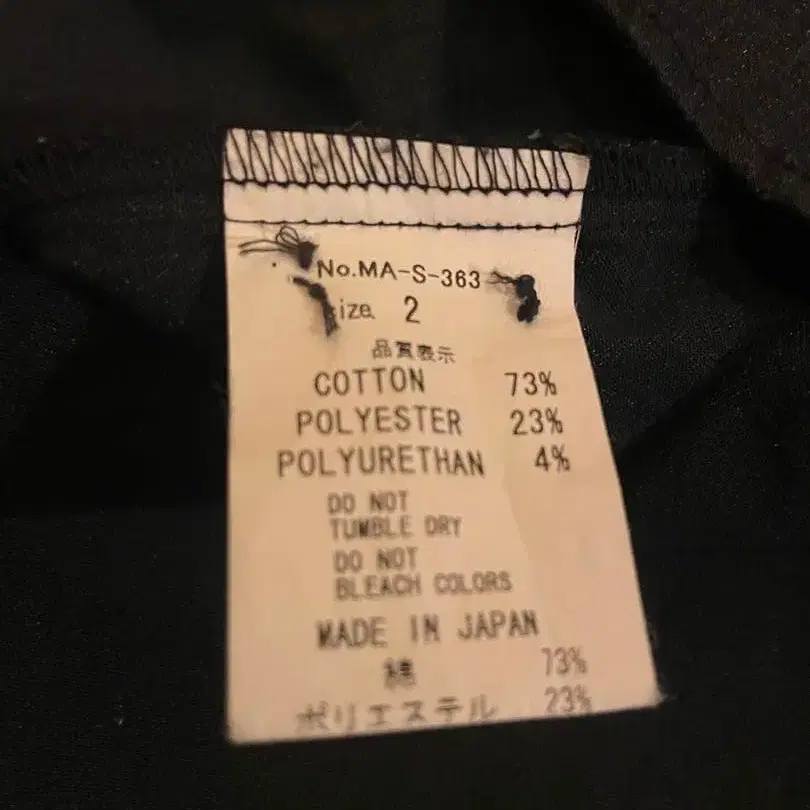 No.MA-S-363
size 2
品質表示
COTTON 73%
POLYESTER 23%
POLYURETHAN 4%
DO NOT
TUMBLE DRY
DO NOT
BLEACH COLORS
MADE IN JAPAN
綿 73%
ポリエステル 23%